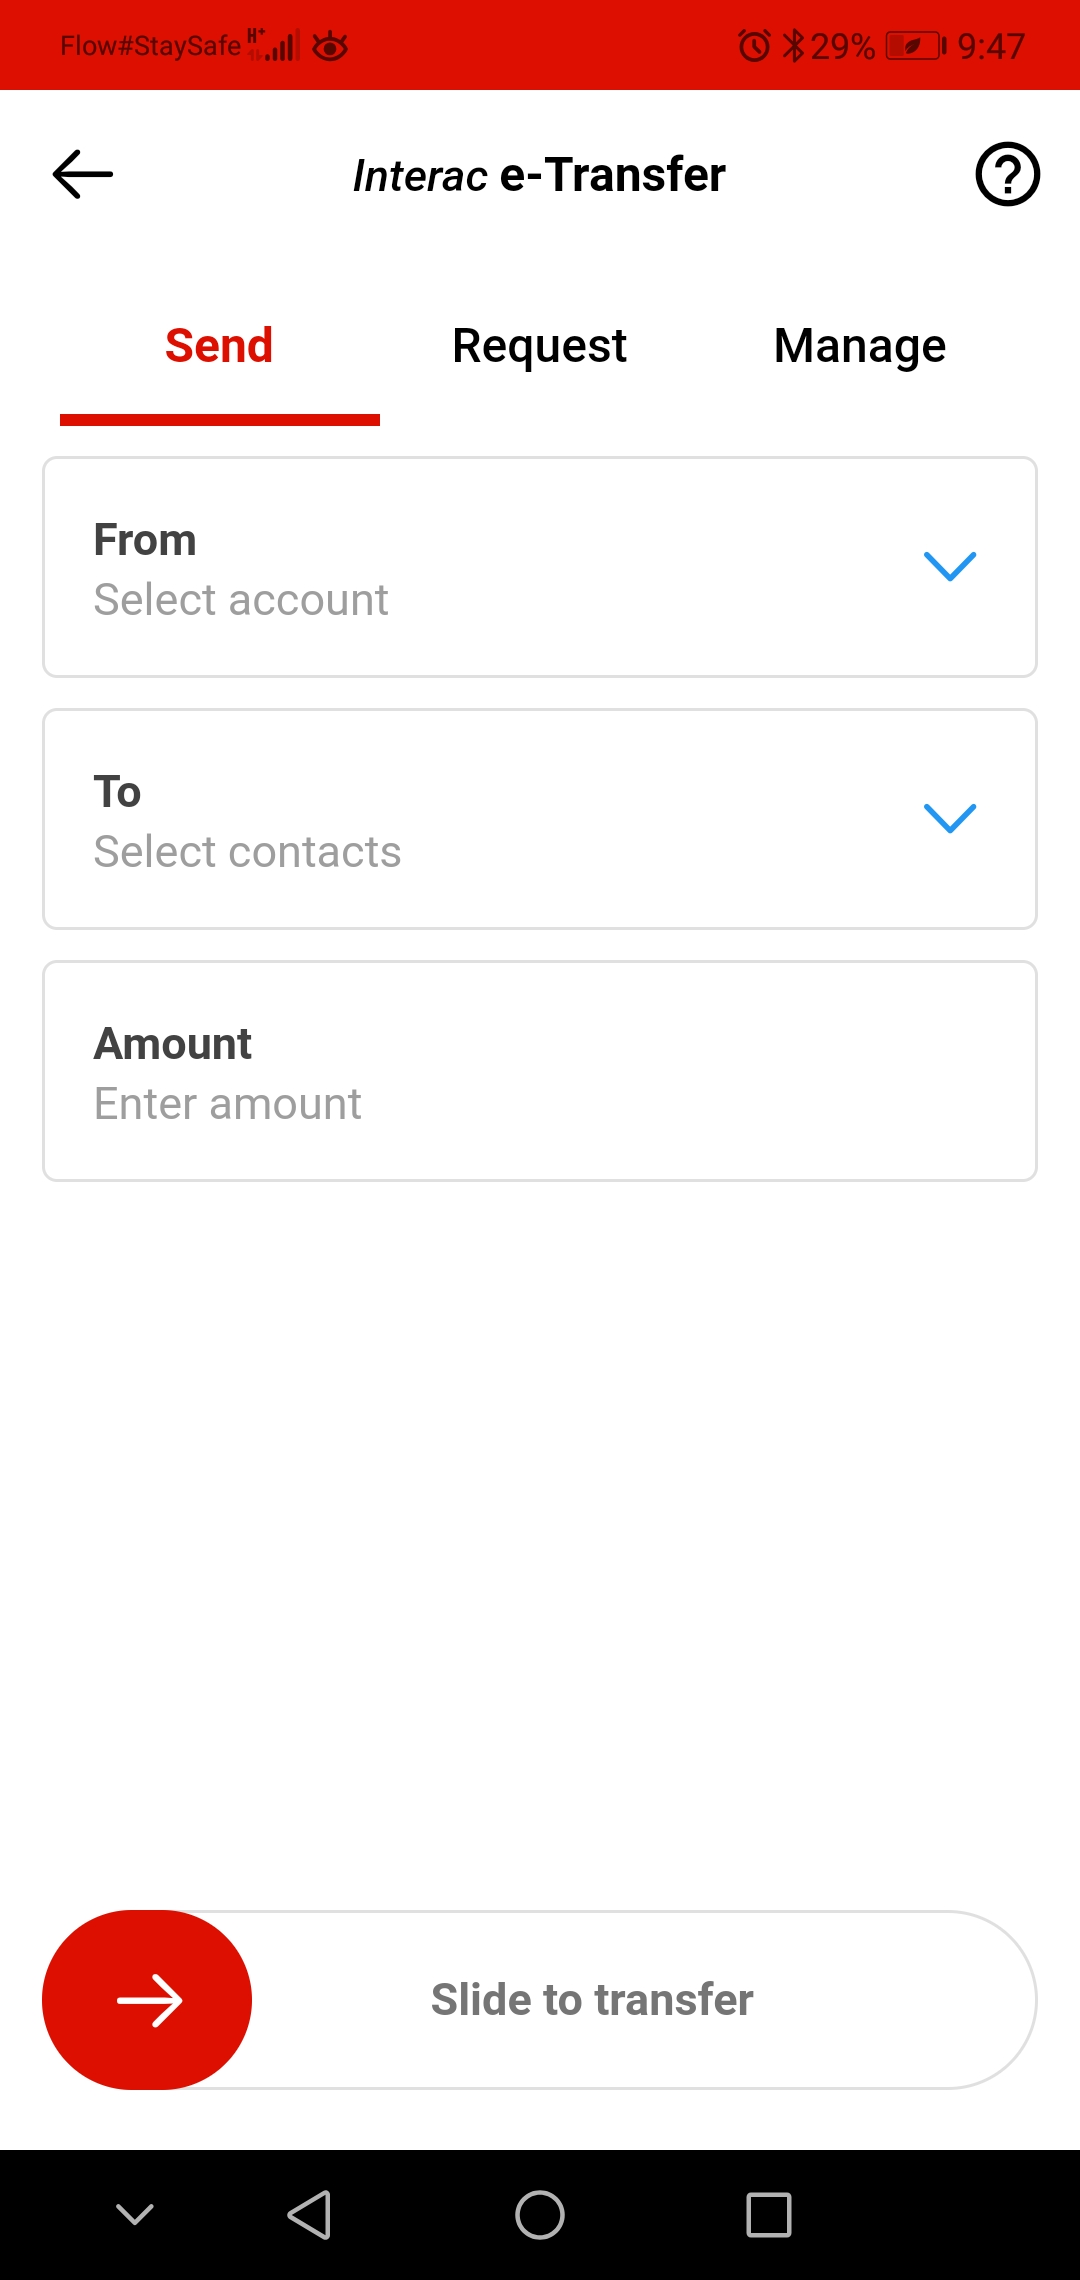 Flow#StaySafe H+ 29% 9:47
Interac e-Transfer
Send Request Manage
From
Select account
To
Select contacts
Amount
Enter amount
Slide to transfer